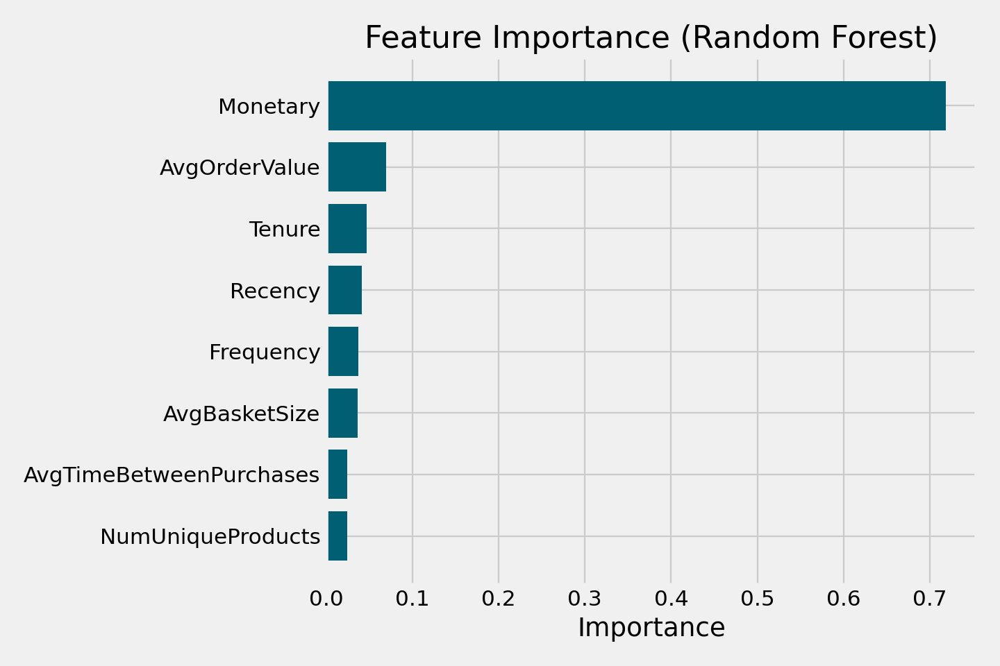 Feature Importance (Random Forest)
Monetary
AvgOrderValue
Tenure
Recency
Frequency
AvgBasketSize
AvgTimeBetweenPurchases
NumUniqueProducts
0.0 0.1 0.2 0.3 0.4 0.5 0.6 0.7
Importance